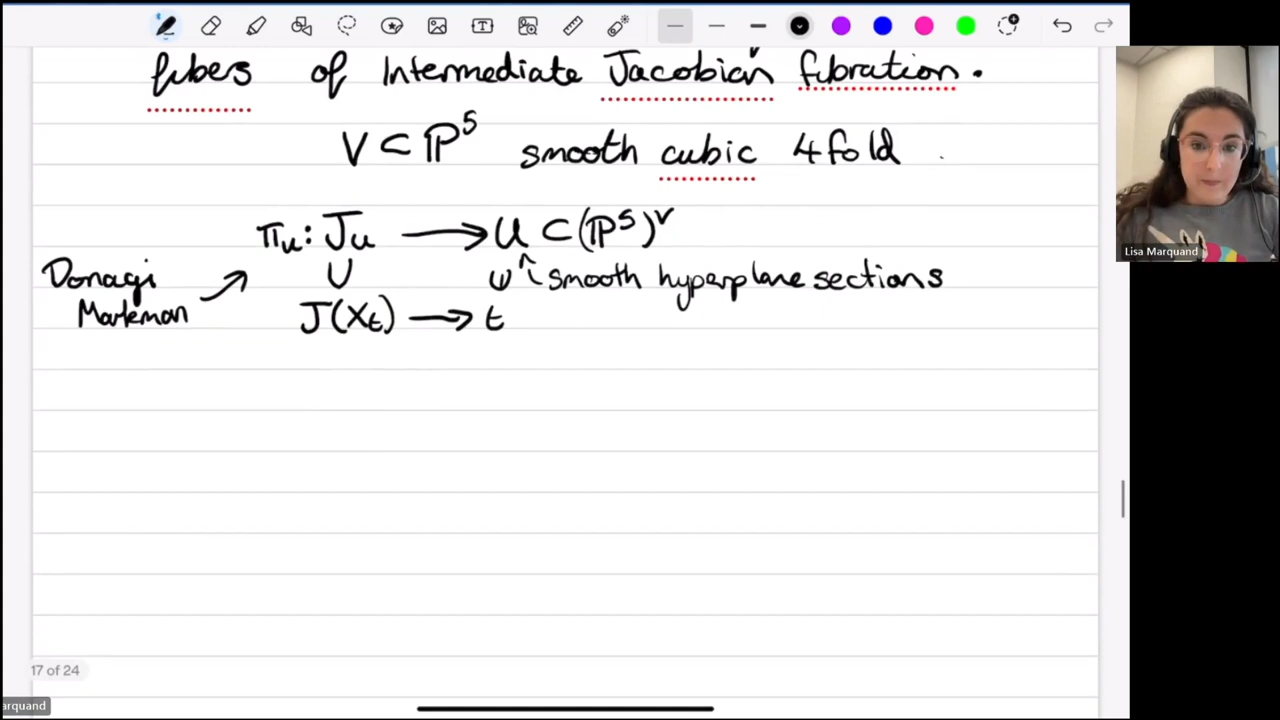 fibers of Intermediate Jacobian fibration.
V ⊂ ℙ⁵ smooth cubic 4fold
π_u : J_u → U ⊂ (ℙ⁵)^∨
Donagi Markman ∪ ψ smooth hyperplane sections
J(X_t) → t
Lisa Marquand
17 of 24
arquand